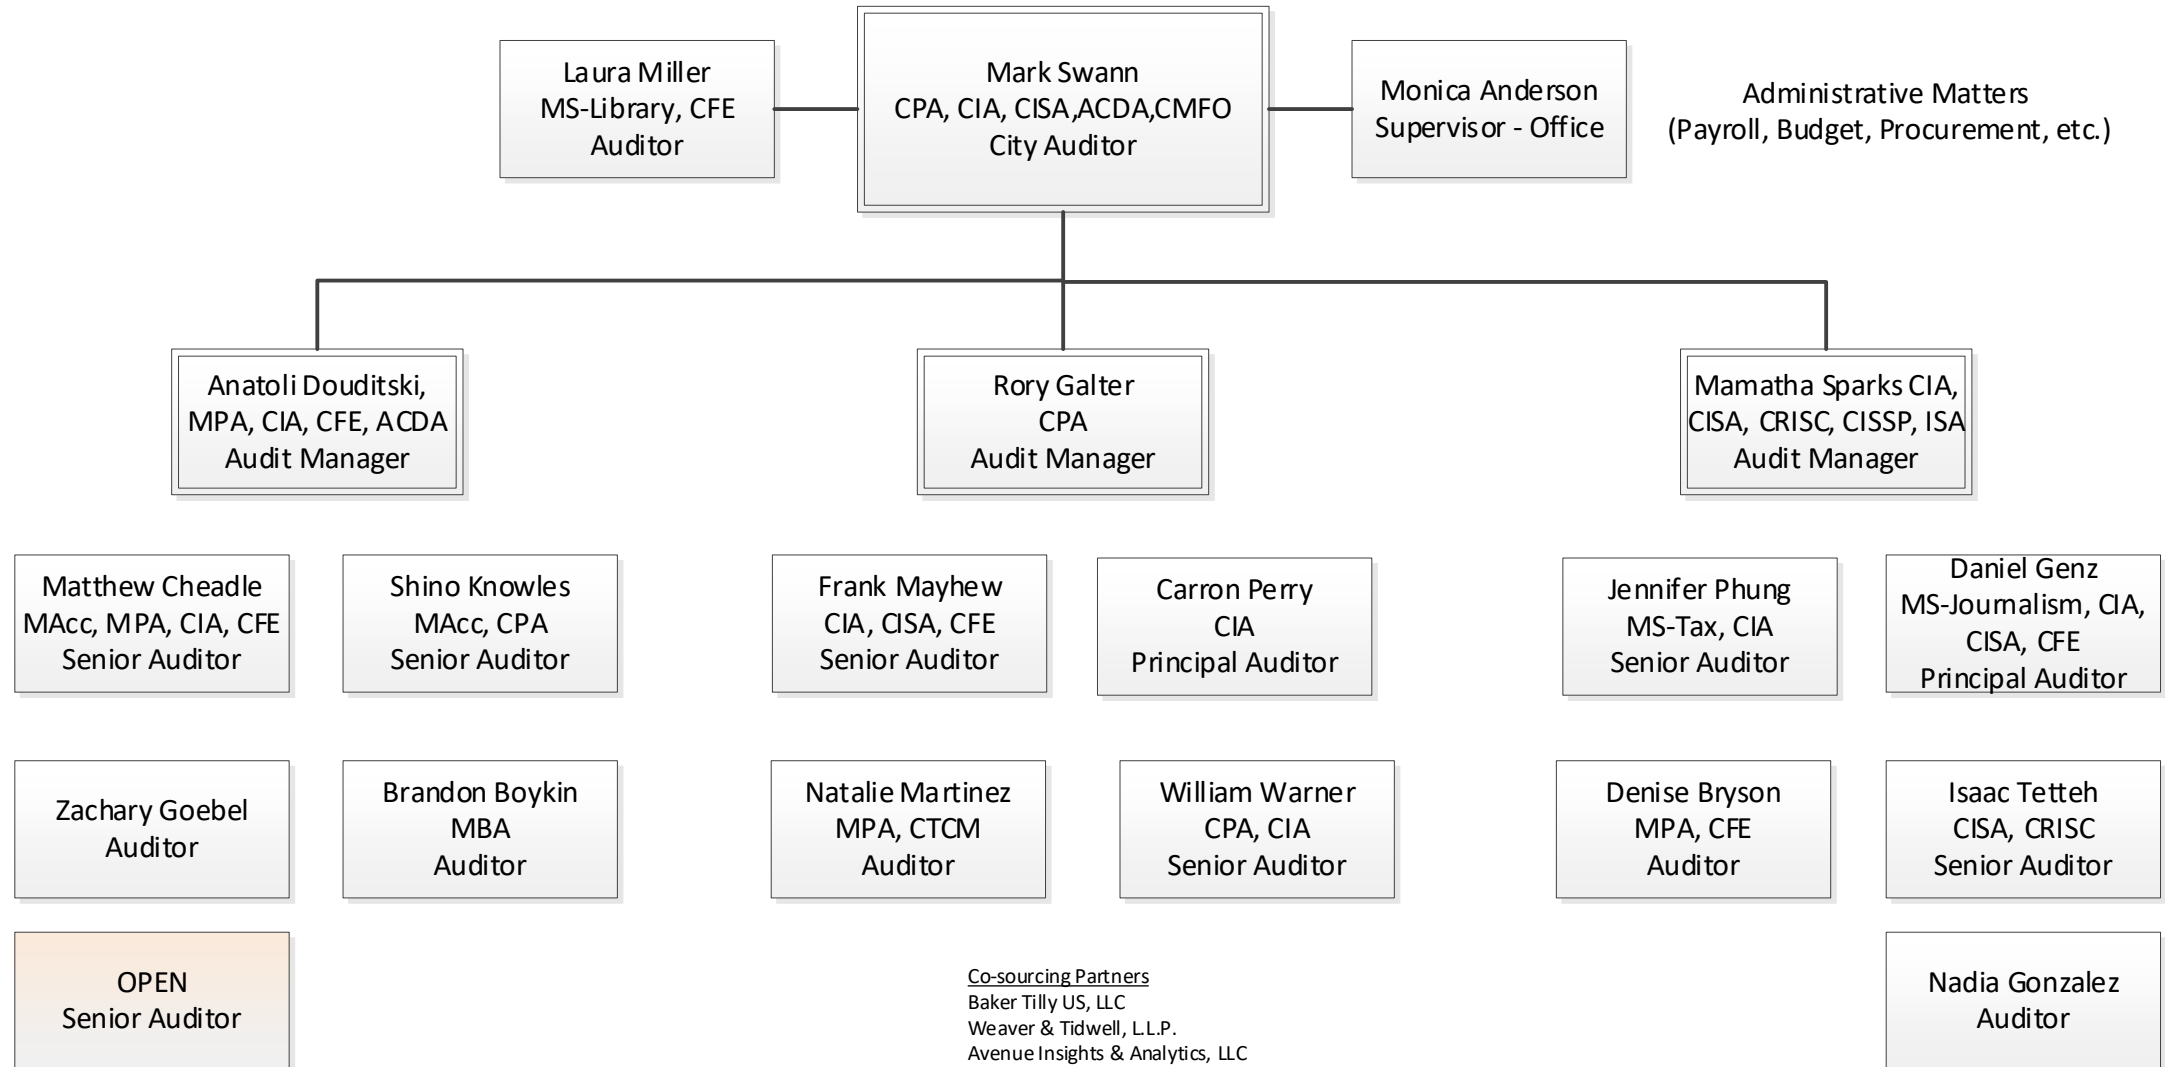 Laura Miller
MS-Library, CFE
Auditor
Mark Swann
CPA, CIA, CISA,ACDA,CMFO
City Auditor
Monica Anderson
Supervisor - Office
Administrative Matters
(Payroll, Budget, Procurement, etc.)
Anatoli Douditski,
MPA, CIA, CFE, ACDA
Audit Manager
Rory Galter
CPA
Audit Manager
Mamatha Sparks CIA,
CISA, CRISC, CISSP, ISA
Audit Manager
Matthew Cheadle
MAcc, MPA, CIA, CFE
Senior Auditor
Shino Knowles
MAcc, CPA
Senior Auditor
Frank Mayhew
CIA, CISA, CFE
Senior Auditor
Carron Perry
CIA
Principal Auditor
Jennifer Phung
MS-Tax, CIA
Senior Auditor
Daniel Genz
MS-Journalism, CIA,
CISA, CFE
Principal Auditor
Zachary Goebel
Auditor
Brandon Boykin
MBA
Auditor
Natalie Martinez
MPA, CTCM
Auditor
William Warner
CPA, CIA
Senior Auditor
Denise Bryson
MPA, CFE
Auditor
Isaac Tetteh
CISA, CRISC
Senior Auditor
OPEN
Senior Auditor
Co-sourcing Partners
Baker Tilly US, LLC
Weaver & Tidwell, L.L.P.
Avenue Insights & Analytics, LLC
Nadia Gonzalez
Auditor